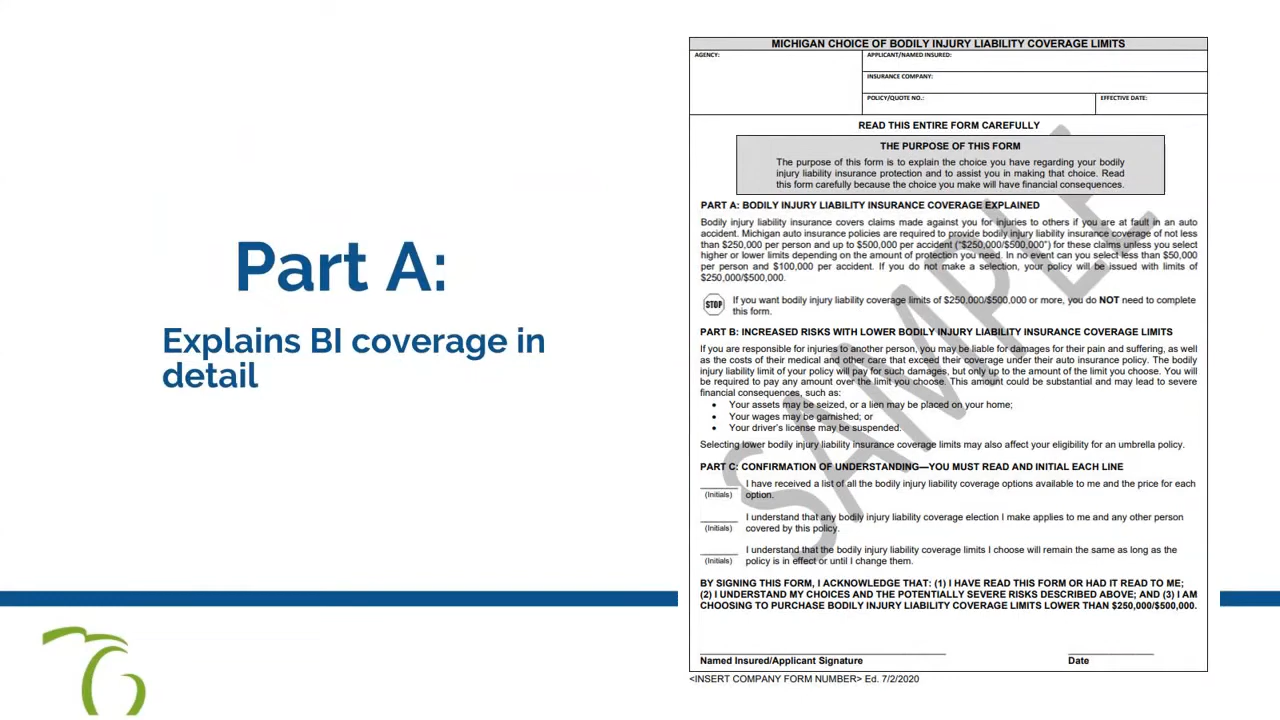 Part A:
Explains BI coverage in
detail
MICHIGAN CHOICE OF BODILY INJURY LIABILITY COVERAGE LIMITS
AGENCY:
APPLICANT/NAMED INSURED:
INSURANCE COMPANY:
POLICY/QUOTE NO.:
EFFECTIVE DATE:
READ THIS ENTIRE FORM CAREFULLY
THE PURPOSE OF THIS FORM
The purpose of this form is to explain the choice you have regarding your bodily
injury liability insurance protection and to assist you in making that choice. Read
this form carefully because the choice you make will have financial consequences.
PART A: BODILY INJURY LIABILITY INSURANCE COVERAGE EXPLAINED
Bodily injury liability insurance covers claims made against you for injuries to others if you are at fault in an auto
accident. Michigan auto insurance policies are required to provide bodily injury liability insurance coverage of not less
than $250,000 per person and up to $500,000 per accident (“$250,000/$500,000”) for these claims unless you select
higher or lower limits depending on the amount of protection you need. In no event can you select less than $50,000
per person and $100,000 per accident. If you do not make a selection, your policy will be issued with limits of
$250,000/$500,000.
STOP
If you want bodily injury liability coverage limits of $250,000/$500,000 or more, you do NOT need to complete
this form.
PART B: INCREASED RISKS WITH LOWER BODILY INJURY LIABILITY INSURANCE COVERAGE LIMITS
If you are responsible for injuries to another person, you may be liable for damages for their pain and suffering, as well
as the costs of their medical and other care that exceed their coverage under their auto insurance policy. The bodily
injury liability limit of your policy will pay for such damages, but only up to the amount of the limit you choose. You will
be required to pay any amount over the limit you choose. This amount could be substantial and may lead to severe
financial consequences, such as:
• Your assets may be seized, or a lien may be placed on your home;
• Your wages may be garnished; or
• Your driver’s license may be suspended.
Selecting lower bodily injury liability insurance coverage limits may also affect your eligibility for an umbrella policy.
PART C: CONFIRMATION OF UNDERSTANDING—YOU MUST READ AND INITIAL EACH LINE
I have received a list of all the bodily injury liability coverage options available to me and the price for each
(Initials) option.
I understand that any bodily injury liability coverage election I make applies to me and any other person
(Initials) covered by this policy.
I understand that the bodily injury liability coverage limits I choose will remain the same as long as the
(Initials) policy is in effect or until I change them.
BY SIGNING THIS FORM, I ACKNOWLEDGE THAT: (1) I HAVE READ THIS FORM OR HAD IT READ TO ME;
(2) I UNDERSTAND MY CHOICES AND THE POTENTIALLY SEVERE RISKS DESCRIBED ABOVE; AND (3) I AM
CHOOSING TO PURCHASE BODILY INJURY LIABILITY COVERAGE LIMITS LOWER THAN $250,000/$500,000.
Named Insured/Applicant Signature
Date
<INSERT COMPANY FORM NUMBER> Ed. 7/2/2020
SAMPLE